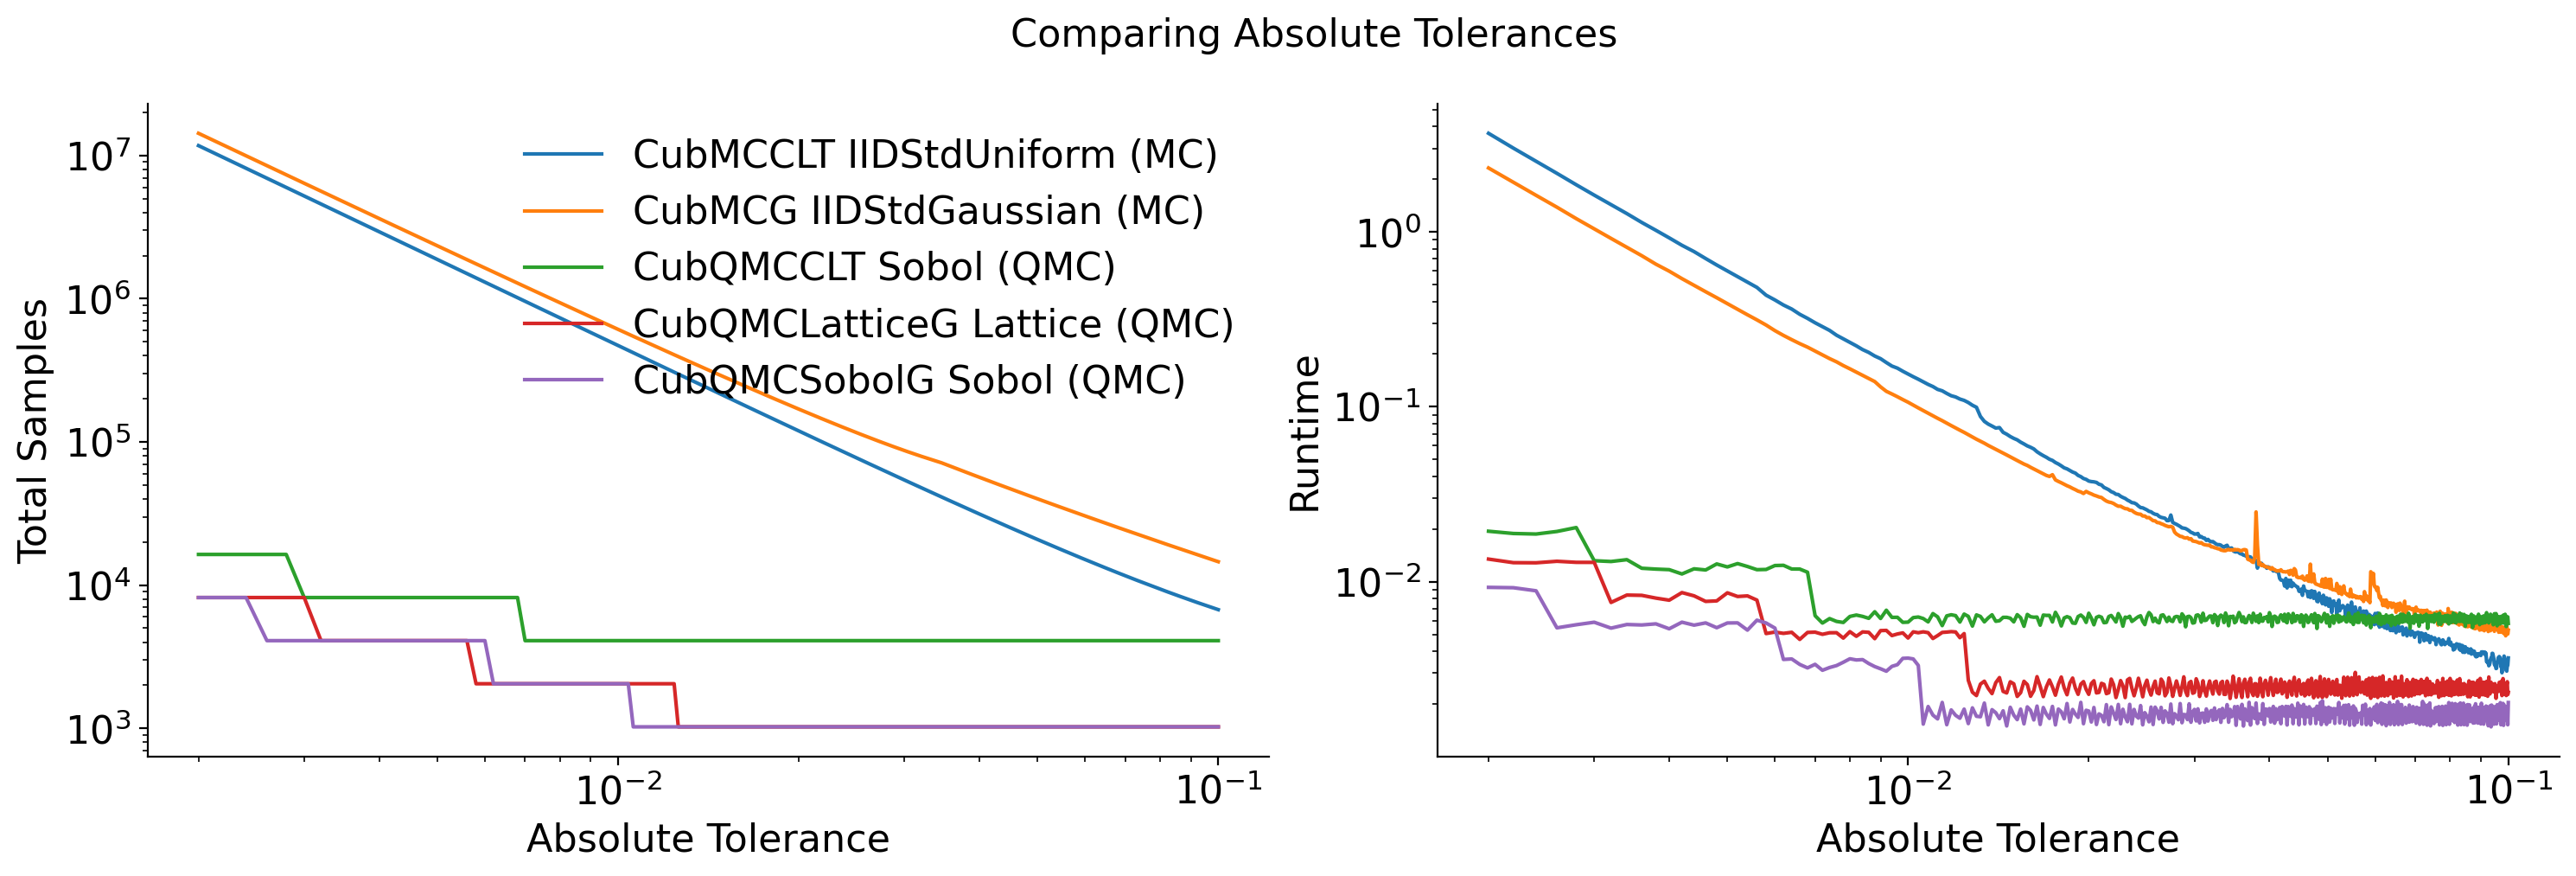 Comparing Absolute Tolerances
Total Samples
10^7
10^6
10^5
10^4
10^3
CubMCCLT IIDStdUniform (MC)
CubMCG IIDStdGaussian (MC)
CubQMCCLT Sobol (QMC)
CubQMCLatticeG Lattice (QMC)
CubQMCSobolG Sobol (QMC)
10^−2
10^−1
Absolute Tolerance
Runtime
10^0
10^−1
10^−2
10^−2
10^−1
Absolute Tolerance